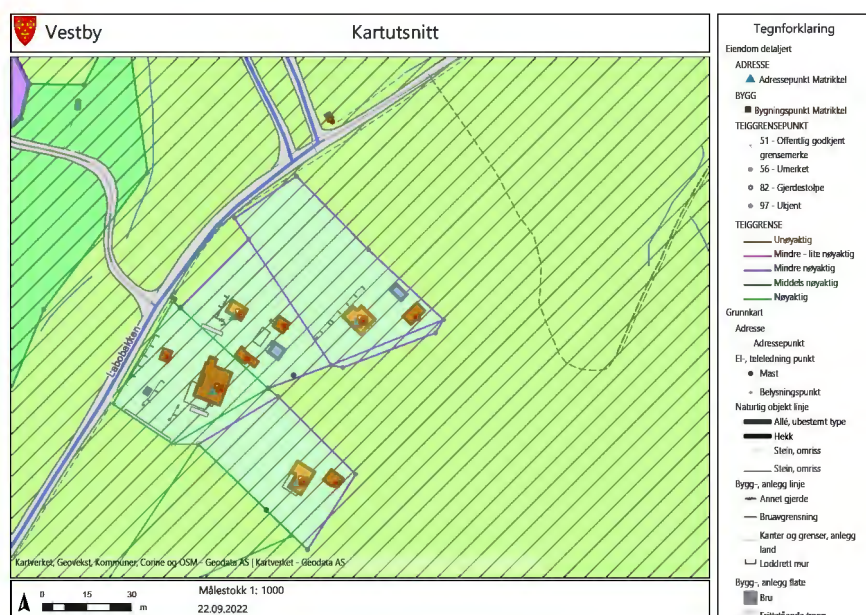 Vestby
Kartutsnitt
Labobakken
Kartverket, Geovekst, Kommuner, Corine og OSM - Geodata AS | Kartverket - Geodata AS
0 15 30
m
Målestokk 1: 1000
22.09.2022
Tegnforklaring
Eiendom detaljert
ADRESSE
Adressepunkt Matrikkel
BYGG
Bygningspunkt Matrikkel
TEIGGRENSEPUNKT
51 - Offentlig godkjent
grensemerke
56 - Umerket
82 - Gjerdestolpe
97 - Ukjent
TEIGGRENSE
Unøyaktig
Mindre - lite nøyaktig
Mindre nøyaktig
Middels nøyaktig
Nøyaktig
Grunnkart
Adresse
Adressepunkt
El-, teleledning punkt
Mast
Belysningspunkt
Naturlig objekt linje
Allé, ubestemt type
Hekk
Stein, omriss
Stein, omriss
Bygg-, anlegg linje
Annet gjerde
Bruavgrensning
Kanter og grenser, anlegg
land
Loddrett mur
Bygg-, anlegg flate
Bru